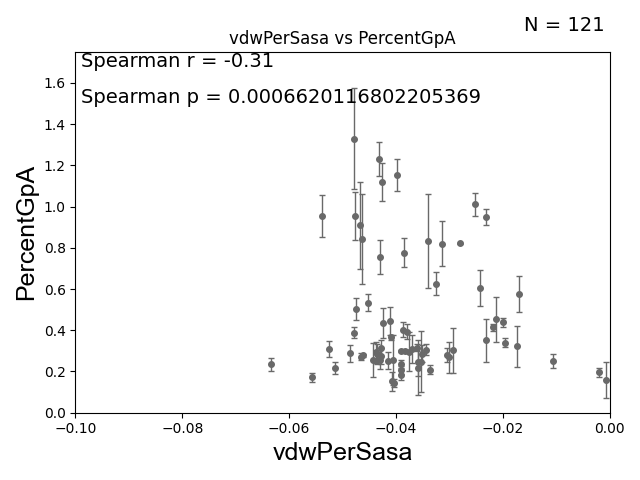 N = 121
vdwPerSasa vs PercentGpA
Spearman r = -0.31
Spearman p = 0.0006620116802205369
1.6
1.4
1.2
1.0
0.8
0.6
0.4
0.2
0.0
PercentGpA
−0.10
−0.08
−0.06
−0.04
−0.02
0.00
vdwPerSasa